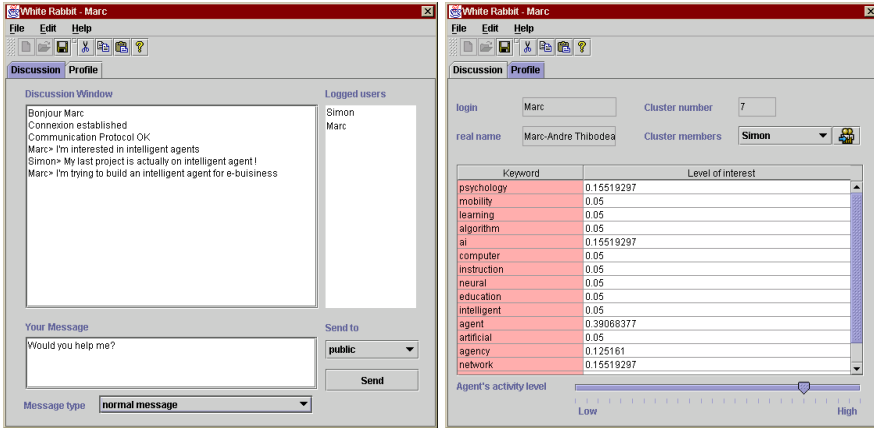 White Rabbit - Marc
File Edit Help
Discussion Profile
Discussion Window
Bonjour Marc
Connexion established
Communication Protocol OK
Marc> I'm interested in intelligent agents
Simon> My last project is actually on intelligent agent !
Marc> I'm trying to build an intelligent agent for e-buisiness
Logged users
Simon
Marc
Your Message
Would you help me?
Send to
public
Send
Message type normal message
White Rabbit - Marc
File Edit Help
Discussion Profile
login Marc Cluster number 7
real name Marc-Andre Thibodea Cluster members Simon
Keyword Level of interest
psychology 0.15519297
mobility 0.05
learning 0.05
algorithm 0.05
ai 0.15519297
computer 0.05
instruction 0.05
neural 0.05
education 0.05
intelligent 0.05
agent 0.39068377
artificial 0.05
agency 0.125161
network 0.15519297
Agent's activity level
Low High